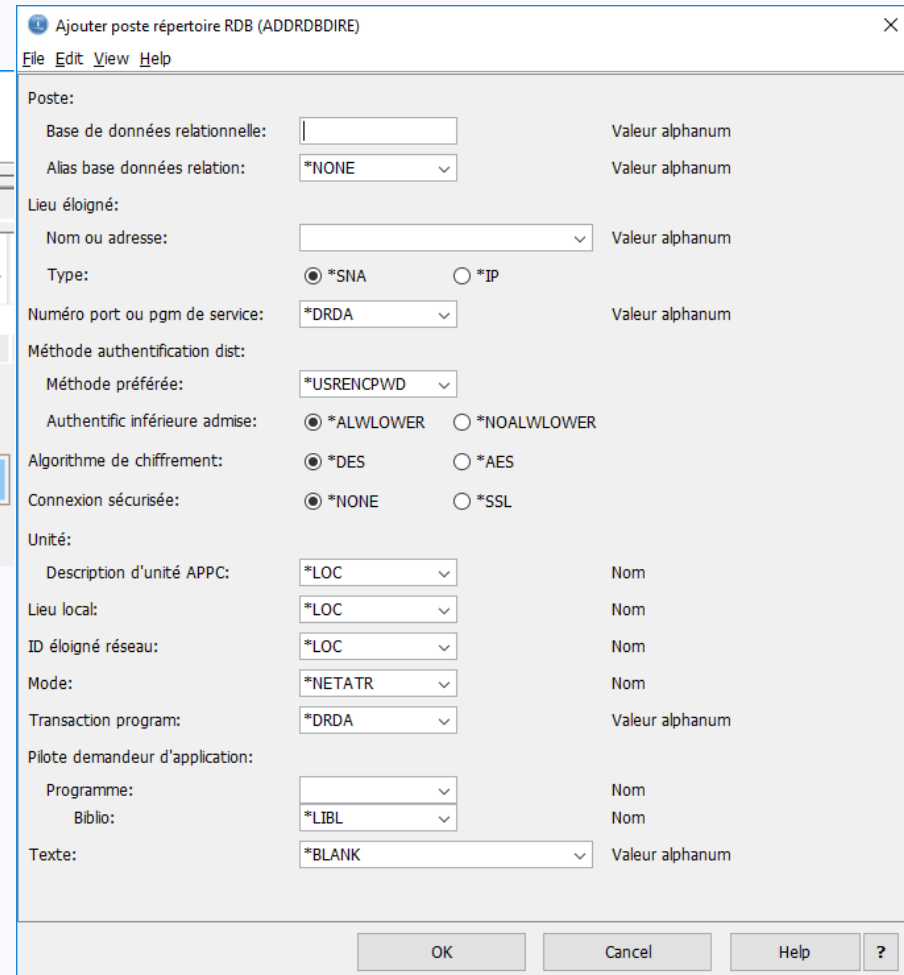 Ajouter poste répertoire RDB (ADDRDBDIRE)
File Edit View Help
Poste:
Base de données relationnelle: Valeur alphanum
Alias base données relation: *NONE Valeur alphanum
Lieu éloigné:
Nom ou adresse: Valeur alphanum
Type: *SNA *IP
Numéro port ou pgm de service: *DRDA Valeur alphanum
Méthode authentification dist:
Méthode préférée: *USRENCPWD
Authentific inférieure admise: *ALWLOWER *NOALWLOWER
Algorithme de chiffrement: *DES *AES
Connexion sécurisée: *NONE *SSL
Unité:
Description d'unité APPC: *LOC Nom
Lieu local: *LOC Nom
ID éloigné réseau: *LOC Nom
Mode: *NETATR Nom
Transaction program: *DRDA Valeur alphanum
Pilote demandeur d'application:
Programme: Nom
Biblio: *LIBL Nom
Texte: *BLANK Valeur alphanum
OK Cancel Help ?